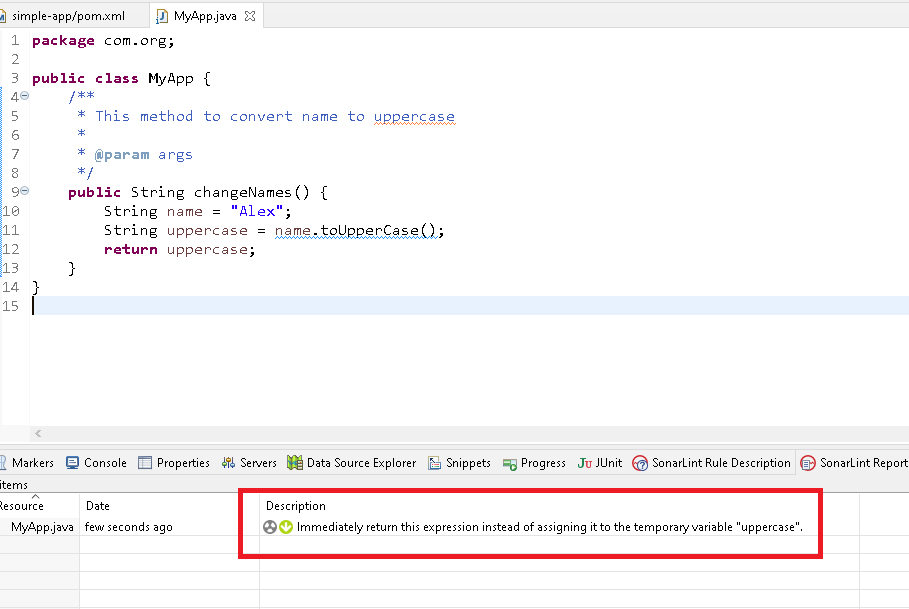 simple-app/pom.xml MyApp.java
1 package com.org;
2
3 public class MyApp {
4 /**
5 * This method to convert name to uppercase
6 *
7 * @param args
8 */
9 public String changeNames() {
10 String name = "Alex";
11 String uppercase = name.toUpperCase();
12 return uppercase;
13 }
14 }
15
Markers Console Properties Servers Data Source Explorer Snippets Progress JUnit SonarLint Rule Description SonarLint Report
items
Resource Date Description
MyApp.java few seconds ago Immediately return this expression instead of assigning it to the temporary variable "uppercase".